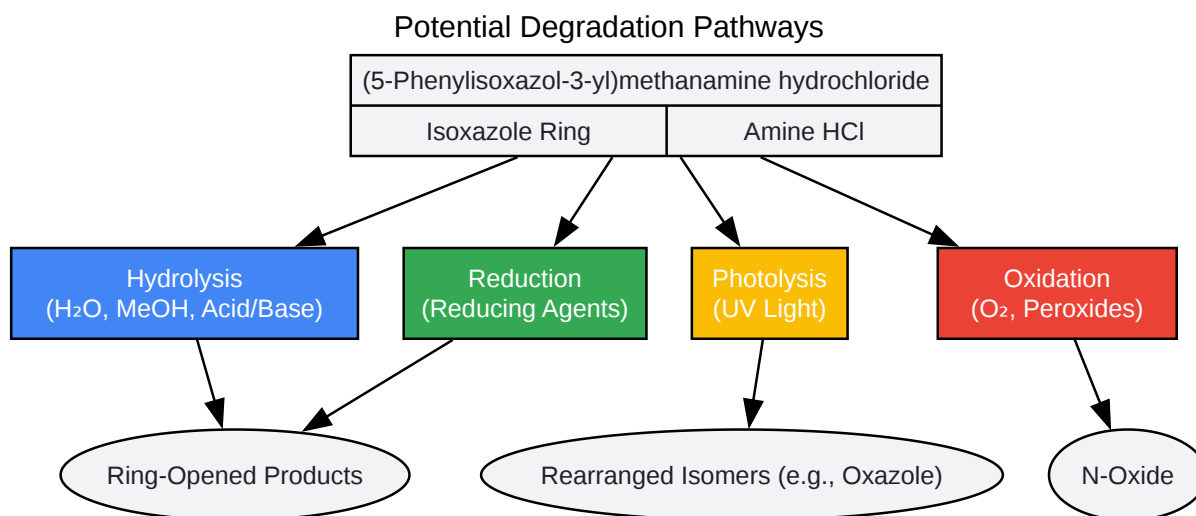 Potential Degradation Pathways
(5-Phenylisoxazol-3-yl)methanamine hydrochloride
Isoxazole Ring
Amine HCl
Hydrolysis
(H₂O, MeOH, Acid/Base)
Reduction
(Reducing Agents)
Photolysis
(UV Light)
Oxidation
(O₂, Peroxides)
Ring-Opened Products
Rearranged Isomers (e.g., Oxazole)
N-Oxide